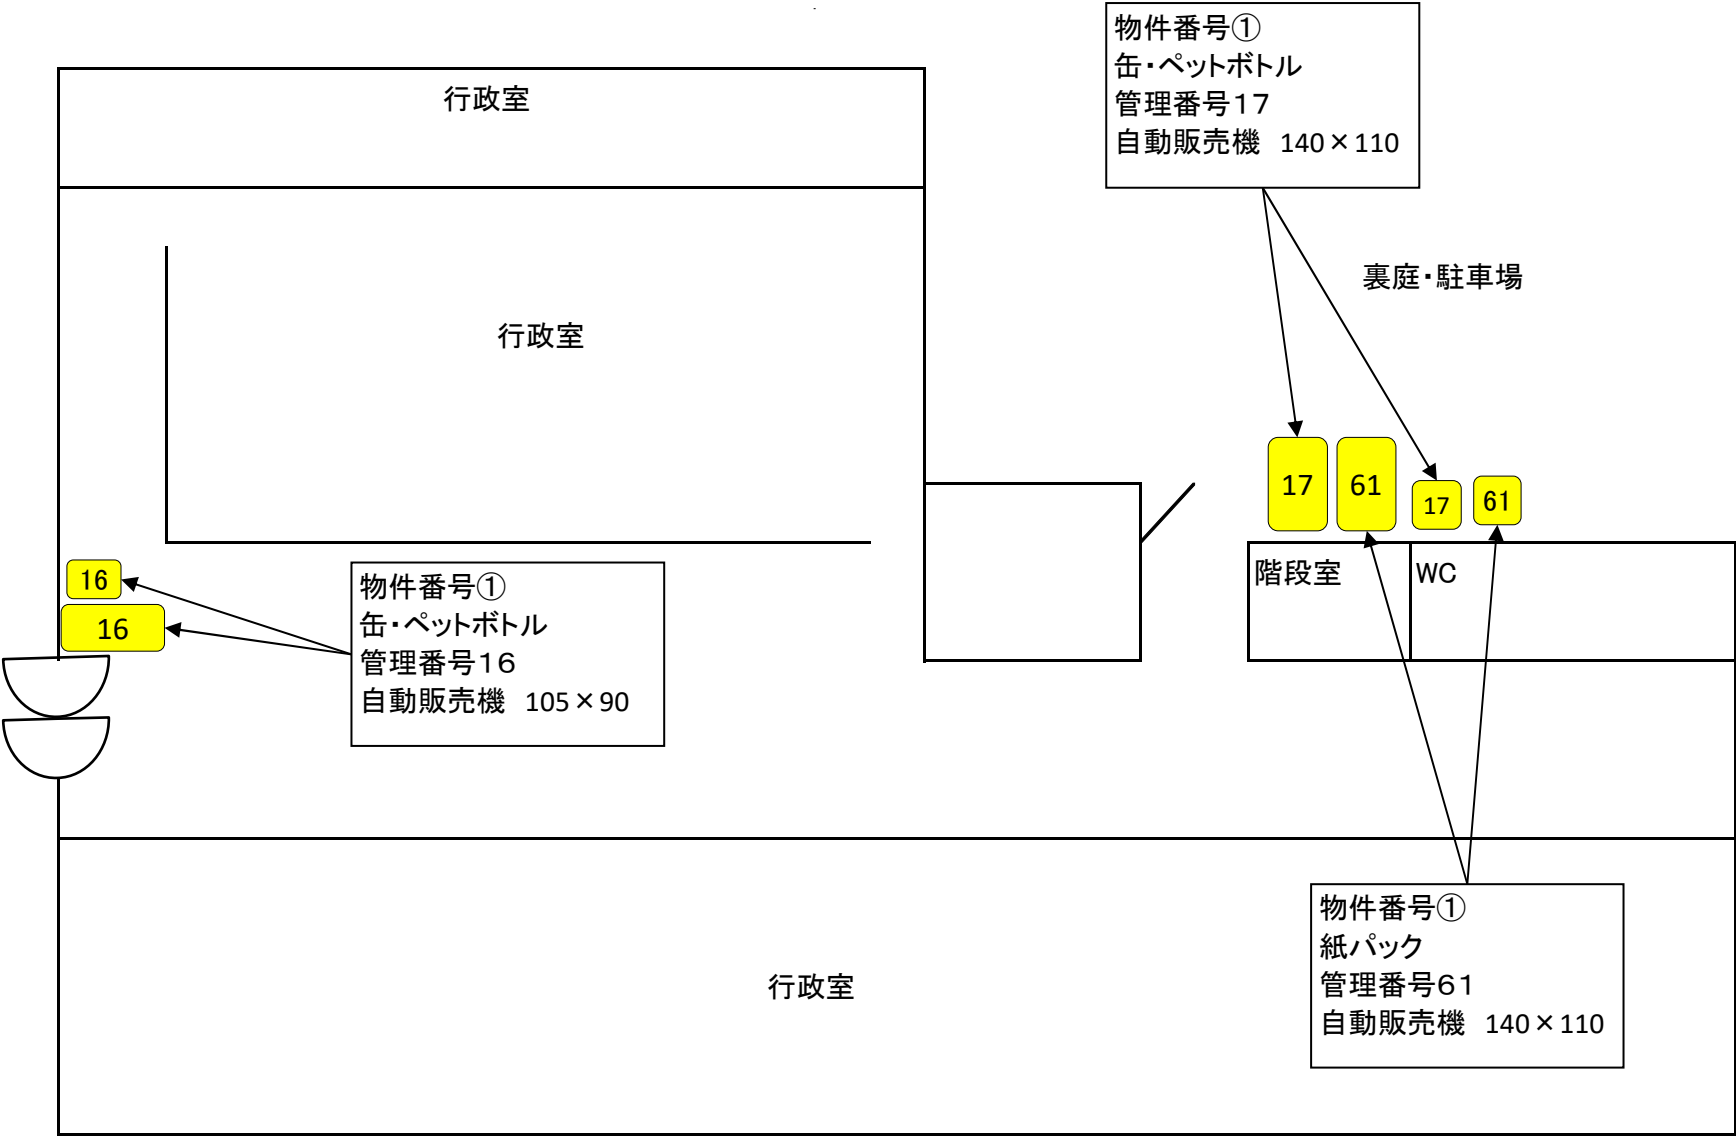 物件番号①
缶・ペットボトル
管理番号１７
自動販売機　140×110
行政室
裏庭・駐車場
行政室
17
61
17
61
階段室
WC
16
16
物件番号①
缶・ペットボトル
管理番号１６
自動販売機　105×90
物件番号①
紙パック
管理番号６１
自動販売機　140×110
行政室